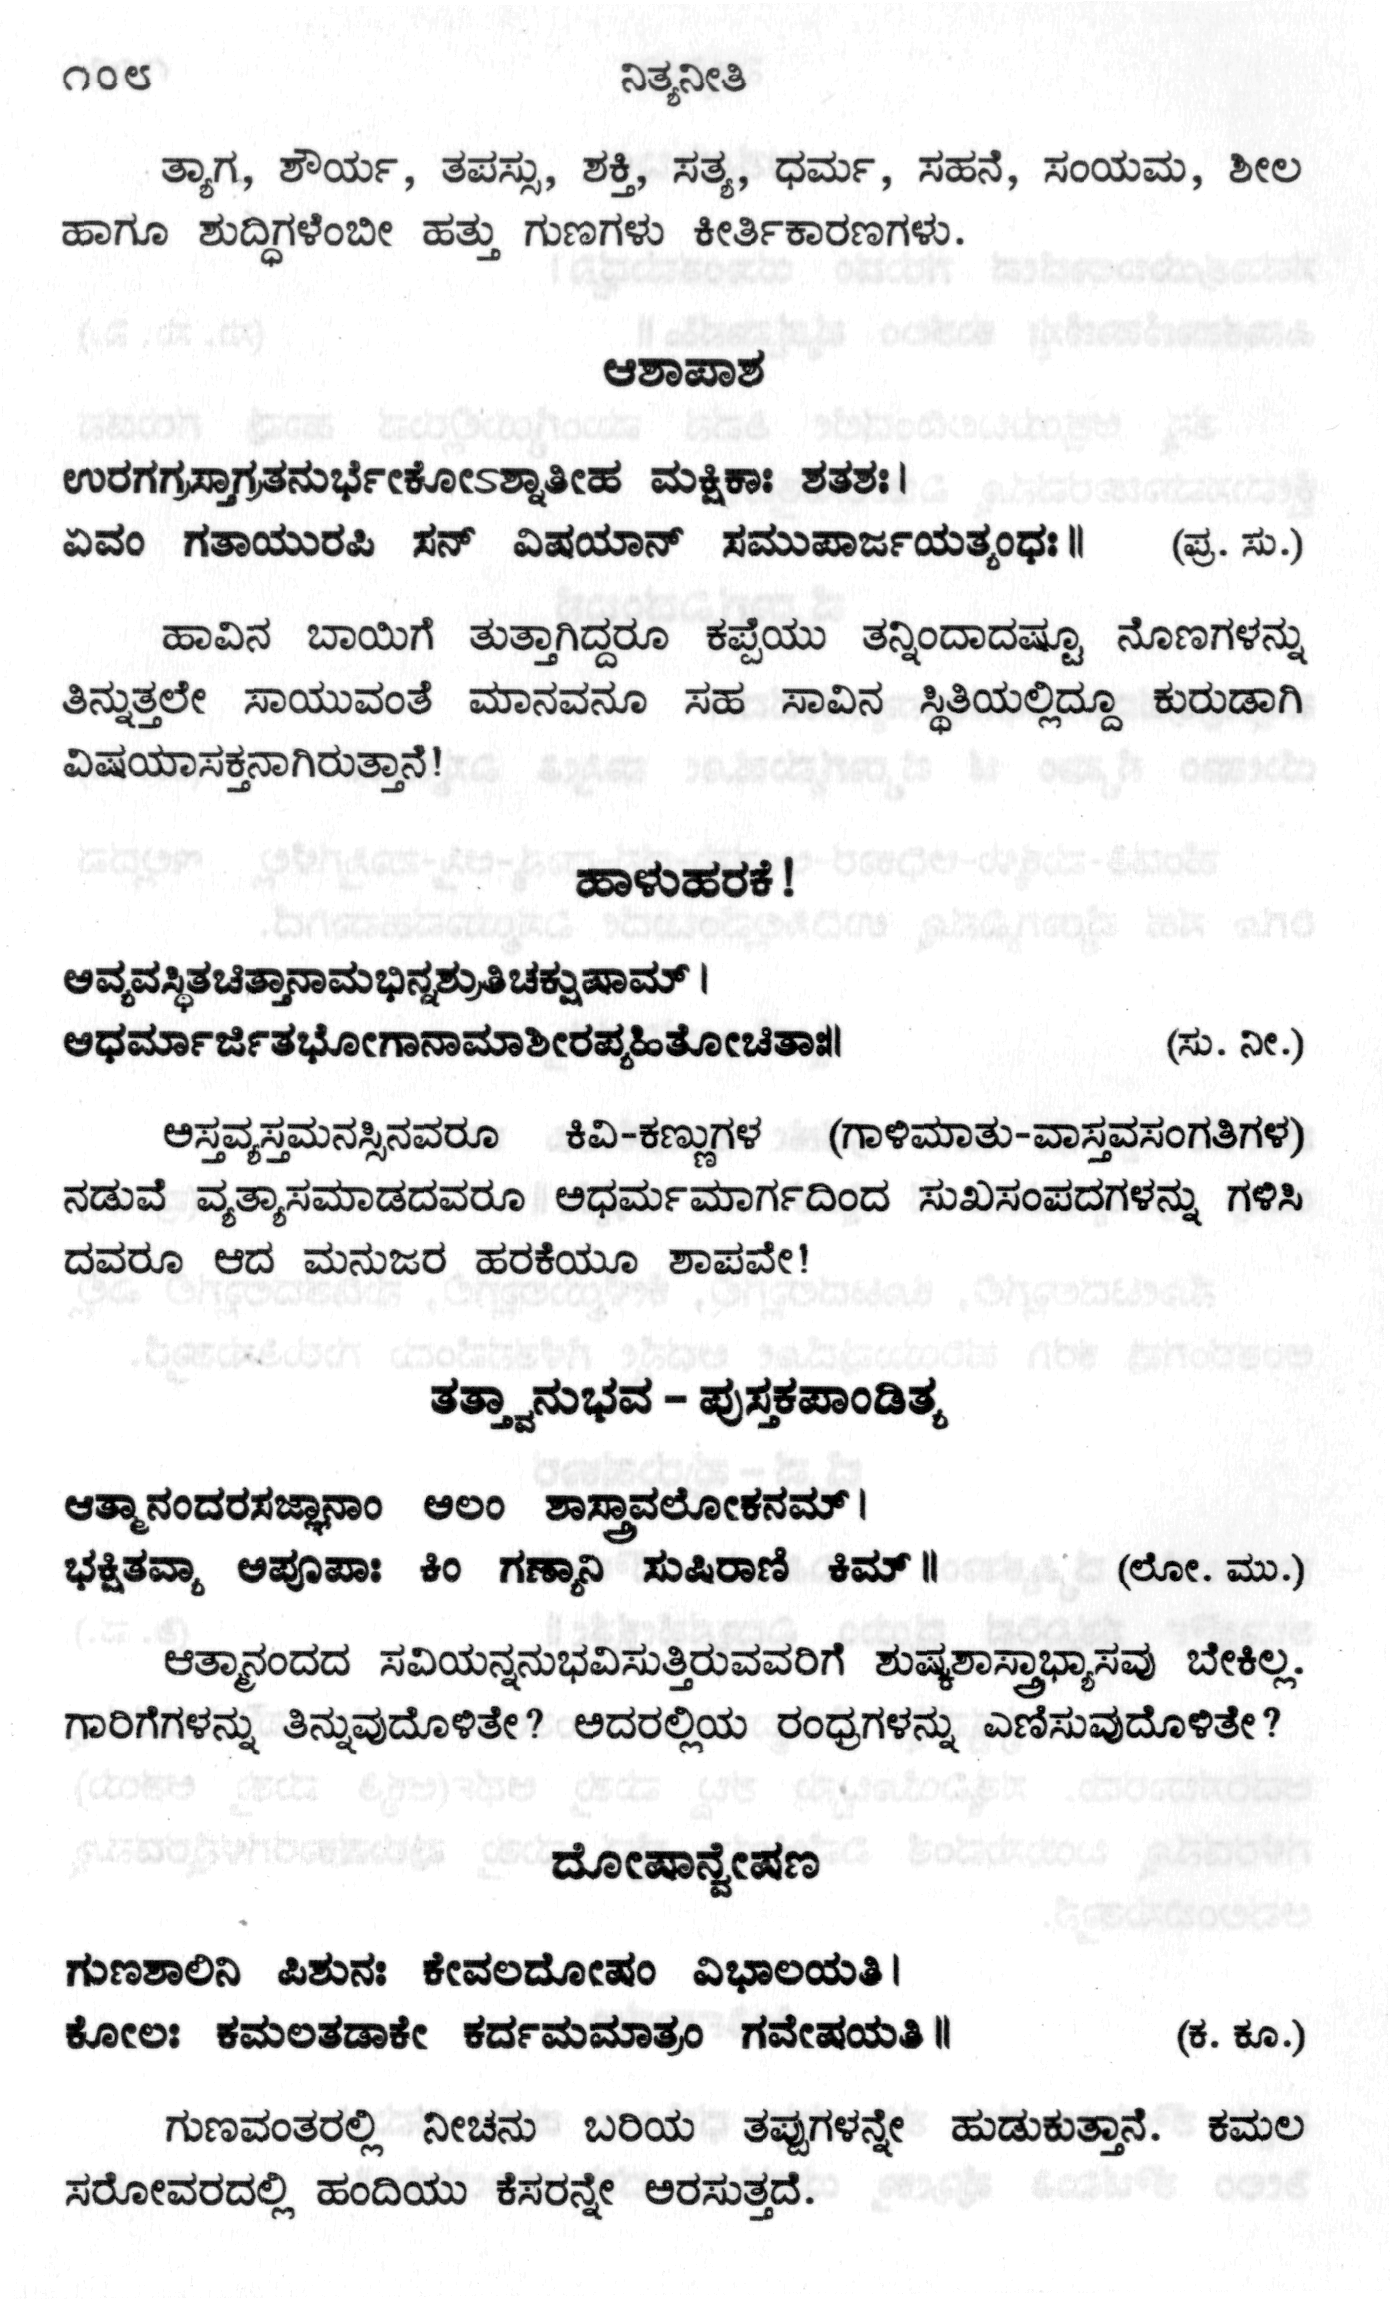 ೧೦೮
ನಿತ್ಯನೀತಿ
ತ್ಯಾಗ, ಶೌರ್ಯ, ತಪಸ್ಸು, ಶಕ್ತಿ, ಸತ್ಯ, ಧರ್ಮ, ಸಹನೆ, ಸಂಯಮ, ಶೀಲ
ಹಾಗೂ ಶುದ್ಧಿಗಳೆಂಬೀ ಹತ್ತು ಗುಣಗಳು ಕೀರ್ತಿಕಾರಣಗಳು.
ಆಶಾಪಾಶ
ಉರಗಗ್ರಸ್ತಾಗ್ರತನುರ್ಭೇಕೋಽಶ್ನಾತೀಹ ಮಕ್ಷಿಕಾಃ ಶತಶಃ।
ಏವಂ ಗತಾಯುರಪಿ ಸನ್ ವಿಷಯಾನ್ ಸಮುಪಾರ್ಜಯತ್ಯಂಧಃ॥ (ಪ್ರ. ಸು.)
ಹಾವಿನ ಬಾಯಿಗೆ ತುತ್ತಾಗಿದ್ದರೂ ಕಪ್ಪೆಯು ತನ್ನಿಂದಾದಷ್ಟೂ ನೊಣಗಳನ್ನು
ತಿನ್ನುತ್ತಲೇ ಸಾಯುವಂತೆ ಮಾನವನೂ ಸಹ ಸಾವಿನ ಸ್ಥಿತಿಯಲ್ಲಿದ್ದೂ ಕುರುಡಾಗಿ
ವಿಷಯಾಸಕ್ತನಾಗಿರುತ್ತಾನೆ!
ಹಾಳುಹರಕೆ!
ಅವ್ಯವಸ್ಥಿತಚಿತ್ತಾನಾಮಭಿನ್ನಶ್ರುತಿಚಕ್ಷುಷಾಮ್।
ಅಧರ್ಮಾರ್ಜಿತಭೋಗಾನಾಮಾಶೀರಪ್ಯಹಿತೋಚಿತಾಃ॥ (ಸು. ನೀ.)
ಅಸ್ತವ್ಯಸ್ತಮನಸ್ಸಿನವರೂ ಕಿವಿ-ಕಣ್ಣುಗಳ (ಗಾಳಿಮಾತು-ವಾಸ್ತವಸಂಗತಿಗಳ)
ನಡುವೆ ವ್ಯತ್ಯಾಸಮಾಡದವರೂ ಅಧರ್ಮಮಾರ್ಗದಿಂದ ಸುಖಸಂಪದಗಳನ್ನು ಗಳಿಸಿ
ದವರೂ ಆದ ಮನುಜರ ಹರಕೆಯೂ ಶಾಪವೇ!
ತತ್ತ್ವಾನುಭವ – ಪುಸ್ತಕಪಾಂಡಿತ್ಯ
ಆತ್ಮಾನಂದರಸಜ್ಞಾನಾಂ ಅಲಂ ಶಾಸ್ತ್ರಾವಲೋಕನಮ್।
ಭಕ್ಷಿತವ್ಯಾ ಅಪೂಪಾಃ ಕಿಂ ಗಣ್ಯಾನಿ ಸುಷಿರಾಣಿ ಕಿಮ್॥ (ಲೋ. ಮು.)
ಆತ್ಮಾನಂದದ ಸವಿಯನ್ನನುಭವಿಸುತ್ತಿರುವವರಿಗೆ ಶುಷ್ಕಶಾಸ್ತ್ರಾಭ್ಯಾಸವು ಬೇಕಿಲ್ಲ.
ಗಾರಿಗೆಗಳನ್ನು ತಿನ್ನುವುದೊಳಿತೇ? ಅದರಲ್ಲಿಯ ರಂಧ್ರಗಳನ್ನು ಎಣಿಸುವುದೊಳಿತೇ?
ದೋಷಾನ್ವೇಷಣ
ಗುಣಶಾಲಿನಿ ಪಿಶುನಃ ಕೇವಲದೋಷಂ ವಿಭಾಲಯತಿ।
ಕೋಲಃ ಕಮಲತಡಾಕೇ ಕರ್ದಮಮಾತ್ರಂ ಗವೇಷಯತಿ॥ (ಕ. ಕೂ.)
ಗುಣವಂತರಲ್ಲಿ ನೀಚನು ಬರಿಯ ತಪ್ಪುಗಳನ್ನೇ ಹುಡುಕುತ್ತಾನೆ. ಕಮಲ
ಸರೋವರದಲ್ಲಿ ಹಂದಿಯು ಕೆಸರನ್ನೇ ಅರಸುತ್ತದೆ.